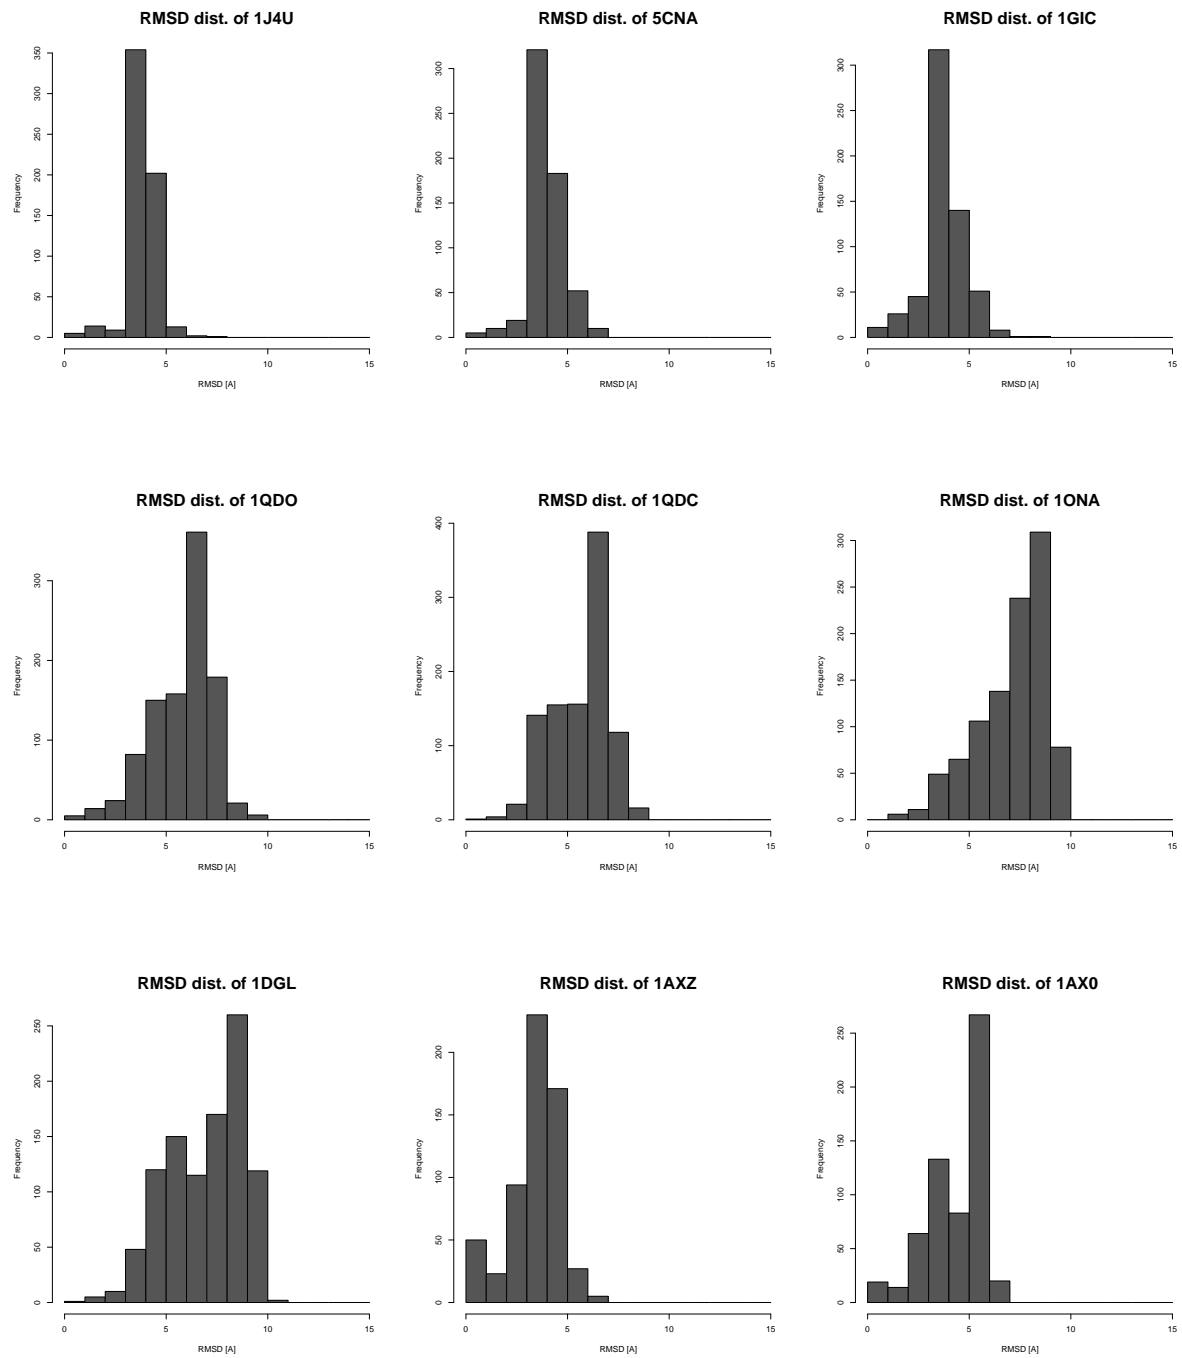 RMSD dist. of 1J4U
Frequency
0
50
100
150
200
250
300
350
0 5 10 15
RMSD [A]
RMSD dist. of 5CNA
Frequency
0
50
100
150
200
250
300
0 5 10 15
RMSD [A]
RMSD dist. of 1GIC
Frequency
0
50
100
150
200
250
300
0 5 10 15
RMSD [A]
RMSD dist. of 1QDO
Frequency
0
100
200
300
0 5 10 15
RMSD [A]
RMSD dist. of 1QDC
Frequency
0
100
200
300
400
0 5 10 15
RMSD [A]
RMSD dist. of 1ONA
Frequency
0
50
100
150
200
250
300
0 5 10 15
RMSD [A]
RMSD dist. of 1DGL
Frequency
0
50
100
150
200
250
0 5 10 15
RMSD [A]
RMSD dist. of 1AXZ
Frequency
0
50
100
150
200
0 5 10 15
RMSD [A]
RMSD dist. of 1AX0
Frequency
0
50
100
150
200
250
0 5 10 15
RMSD [A]